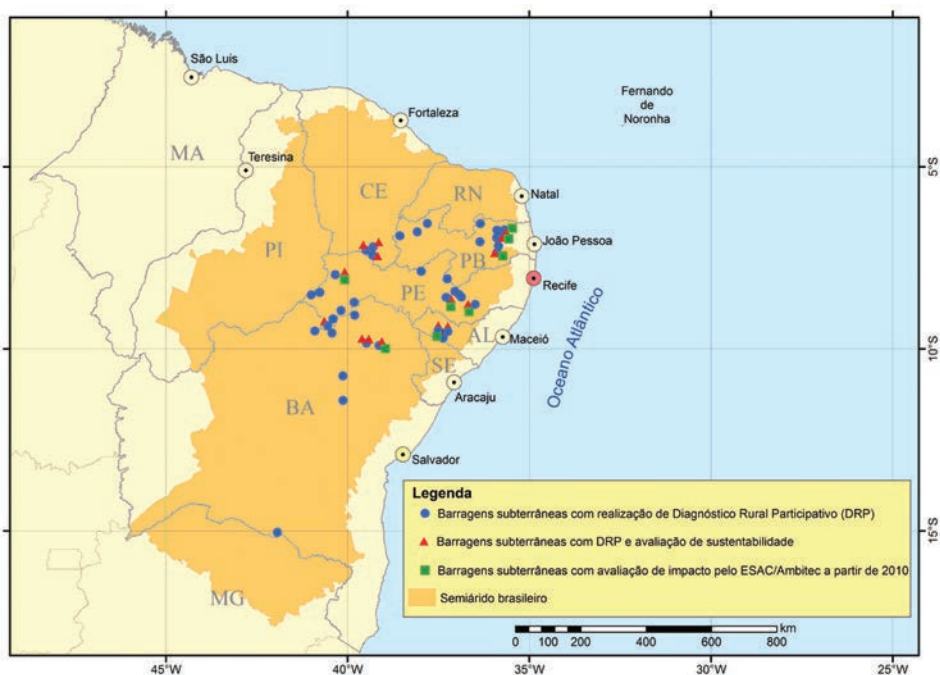 São Luis
Fortaleza
Fernando
de
Noronha
MA
Teresina
5°S
CE
RN
Natal
João Pessoa
PI
PB
Recife
PE
AL
Maceió
10°S
SE
Aracaju
Oceano Atlântico
BA
Salvador
Legenda
Barragens subterrâneas com realização de Diagnóstico Rural Participativo (DRP)
Barragens subterrâneas com DRP e avaliação de sustentabilidade
15°S
Barragens subterrâneas com avaliação de impacto pelo ESAC/Ambitec a partir de 2010
Semiárido brasileiro
MG
km
0 100 200 400 600 800
45°W 40°W 35°W 30°W 25°W